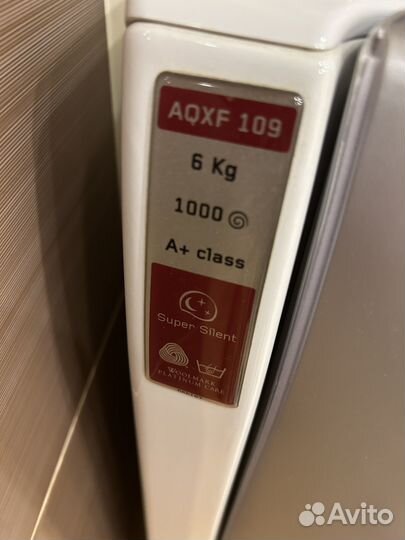 AQXF 109
6 Kg
1000
A+ class
Super Silent
WOOLMARK
PLATINUM CARE
Avito